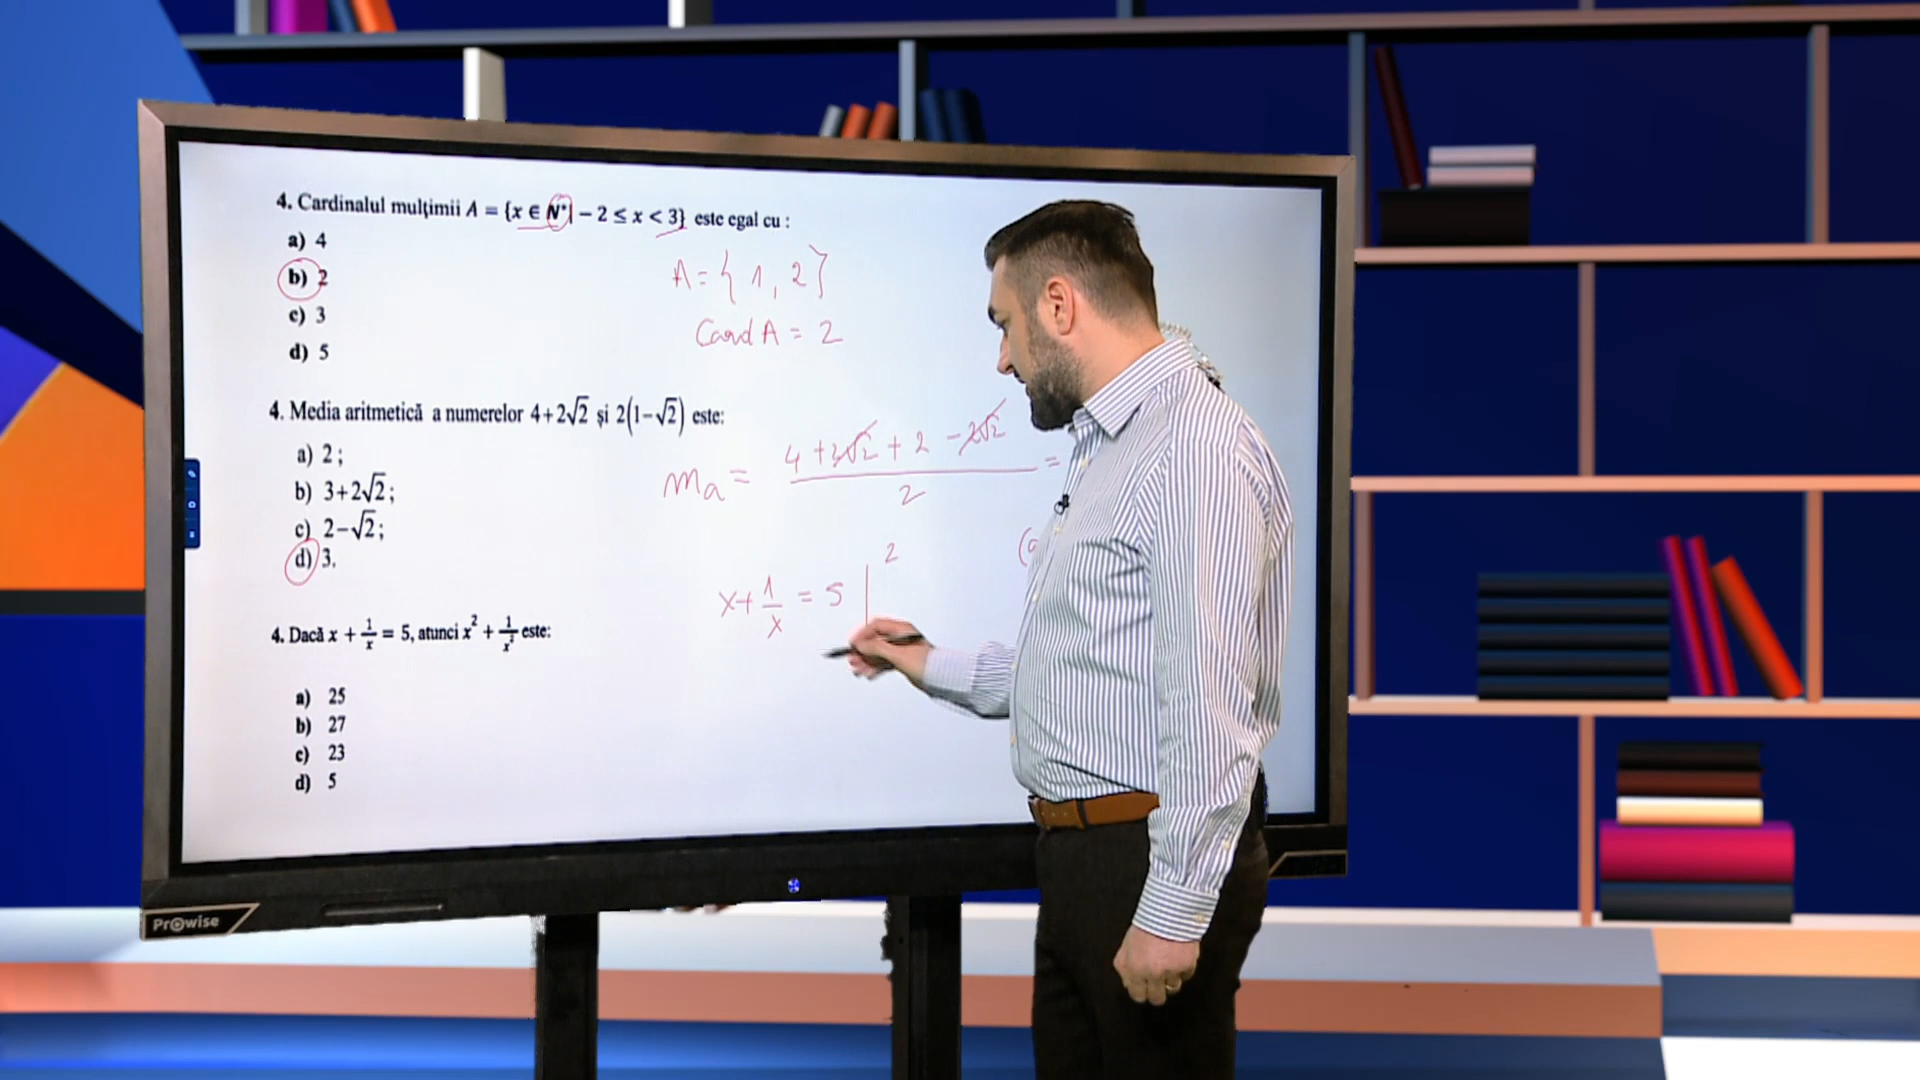 4. Cardinalul mulţimii A = {x ∈ N*| − 2 ≤ x < 3} este egal cu :
a) 4
b) 2
c) 3
d) 5
A = { 1 , 2 }
Card A = 2
4. Media aritmetică a numerelor 4+2√2 și 2(1−√2) este:
a) 2 ;
b) 3+2√2 ;
c) 2−√2 ;
d) 3.
ma = (4 + 2√2 + 2 − 2√2) / 2 =
x + 1/x = 5 | ²
4. Dacă x + 1/x = 5, atunci x² + 1/x² este:
a) 25
b) 27
c) 23
d) 5
Prowise